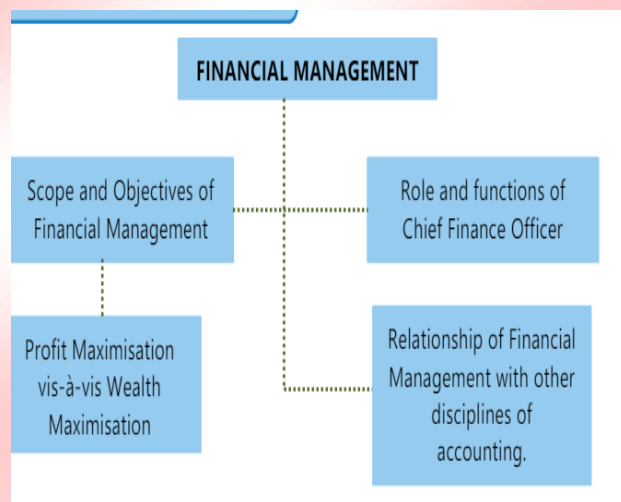 FINANCIAL MANAGEMENT
Scope and Objectives of
Financial Management
Role and functions of
Chief Finance Officer
Profit Maximisation
vis-à-vis Wealth
Maximisation
Relationship of Financial
Management with other
disciplines of
accounting.